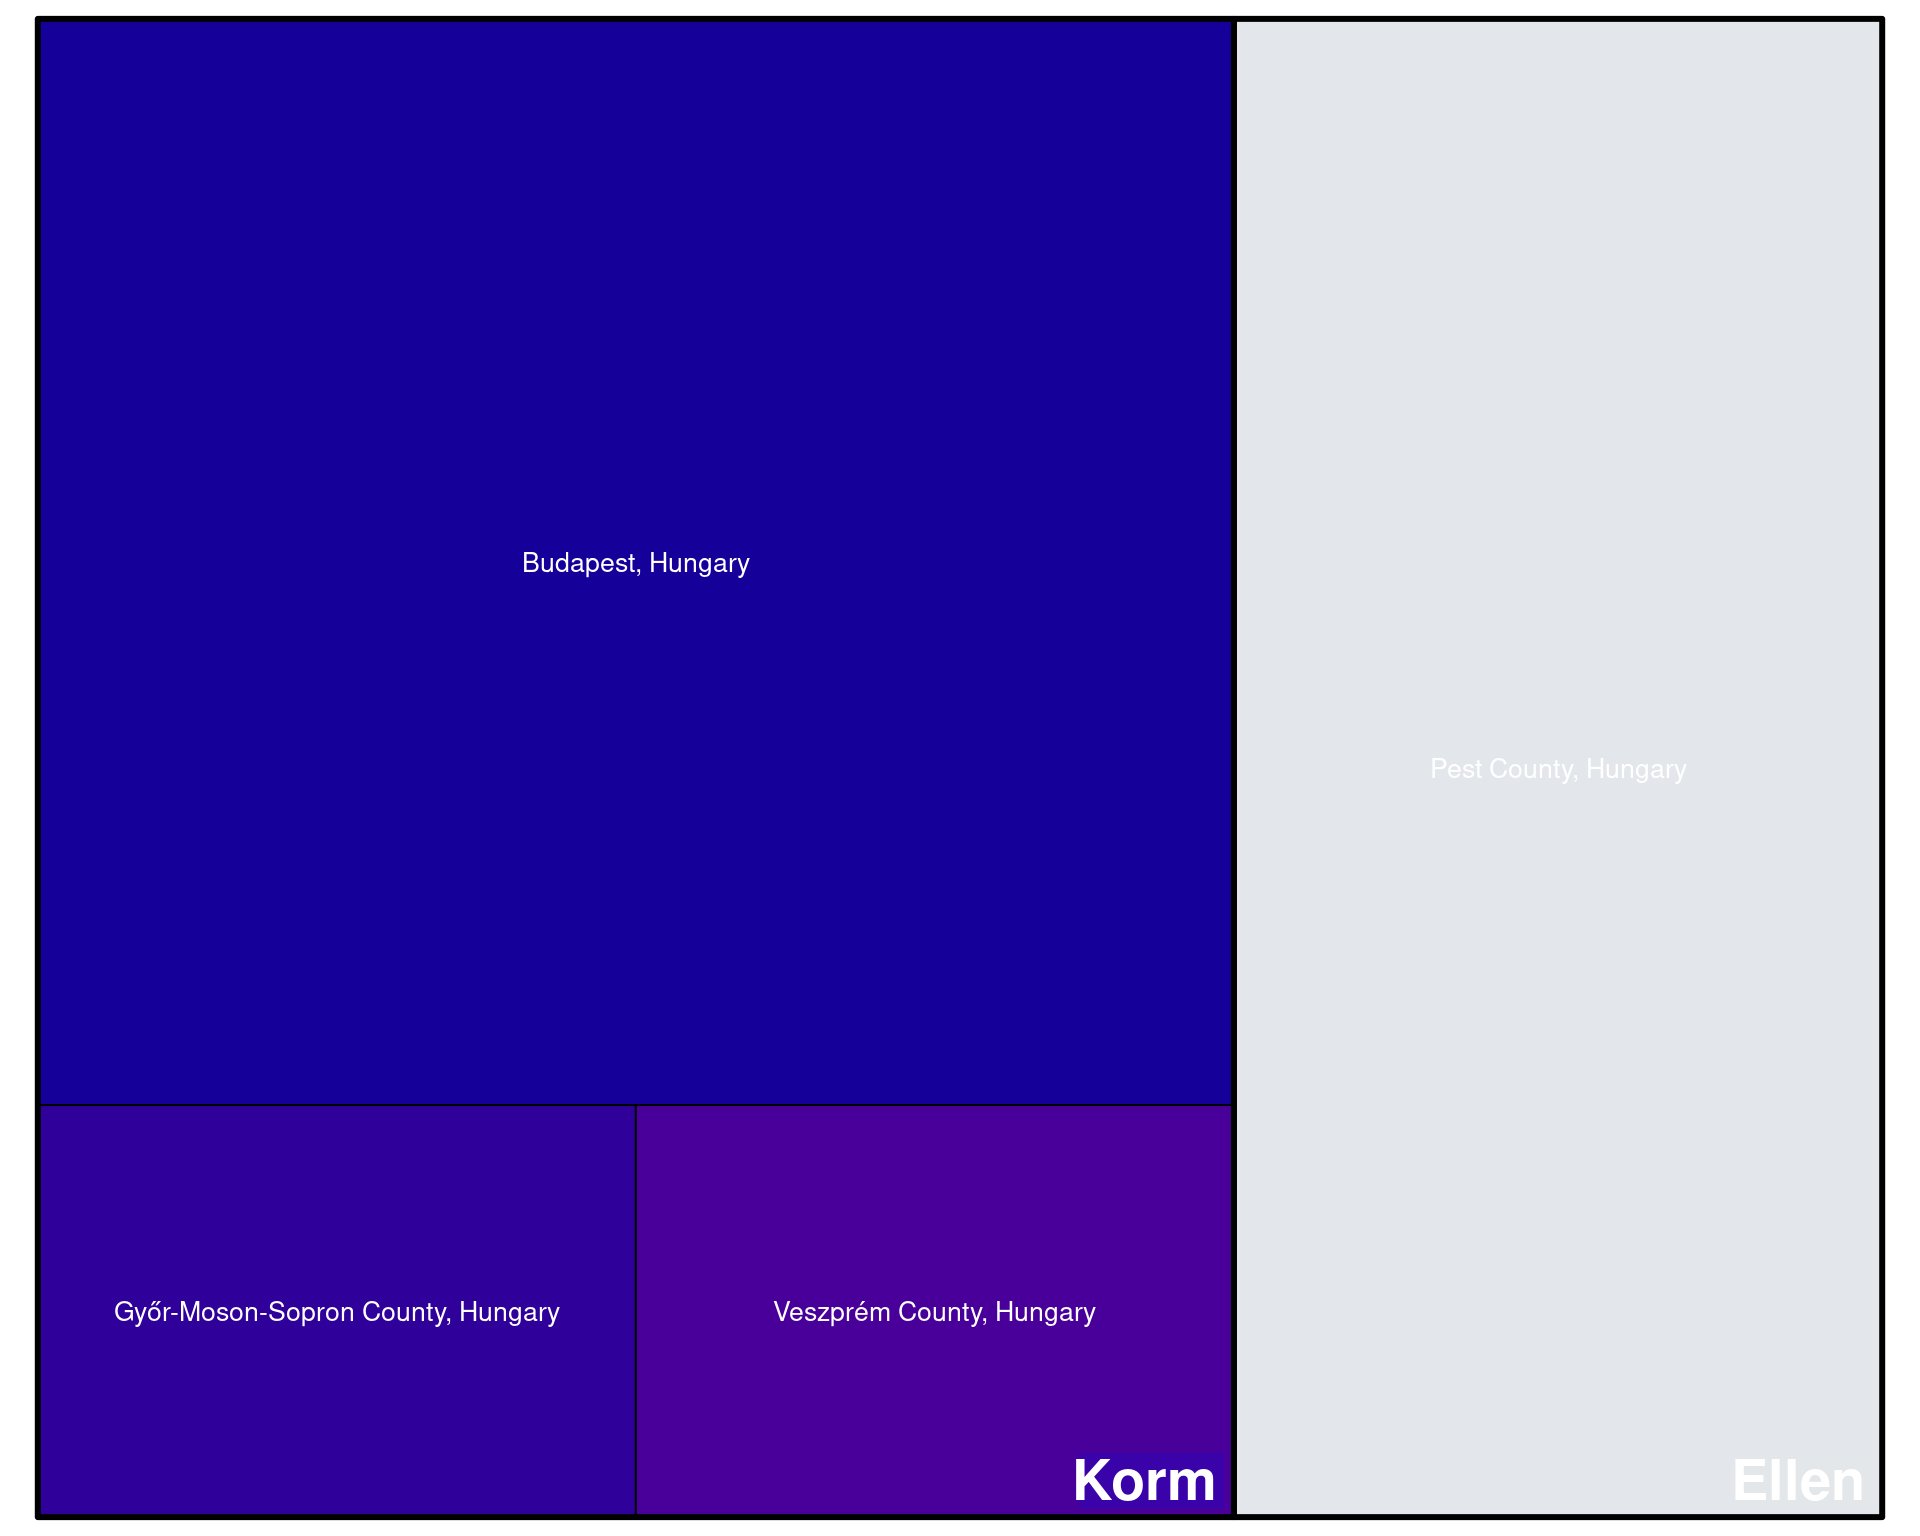 Budapest, Hungary
Pest County, Hungary
Győr-Moson-Sopron County, Hungary
Veszprém County, Hungary
Korm
Ellen